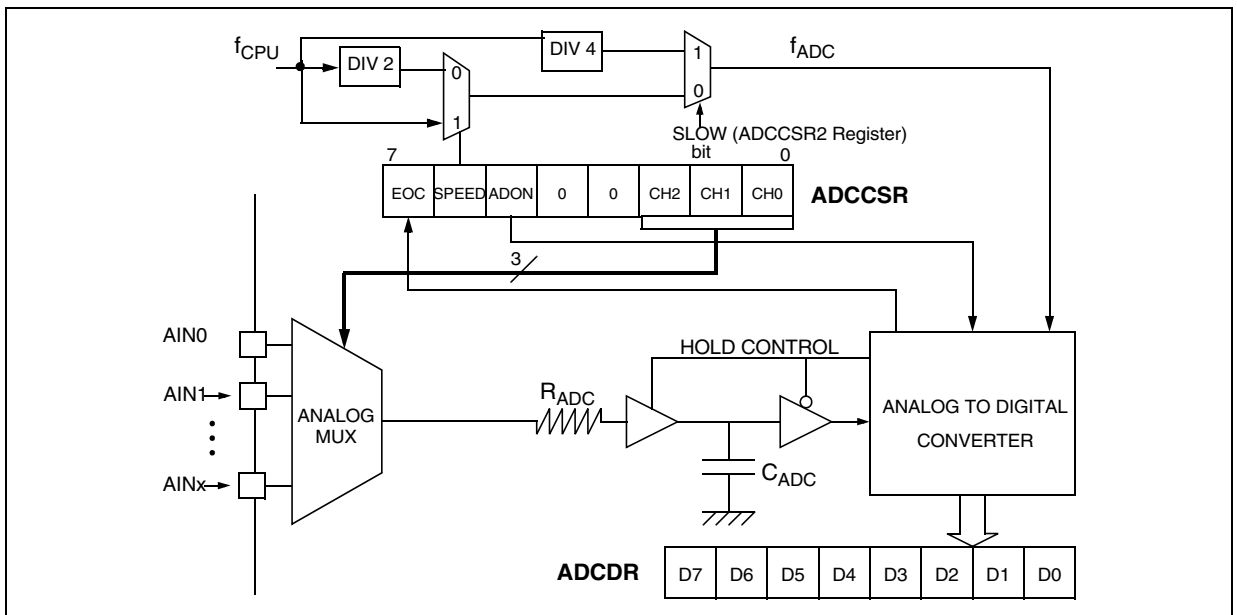 fCPU
DIV 2
DIV 4
0
1
1
0
fADC
SLOW (ADCCSR2 Register)
bit
7
0
EOC SPEED ADON 0 0 CH2 CH1 CH0
ADCCSR
3
AIN0
AIN1
AINx
ANALOG
MUX
RADC
HOLD CONTROL
CADC
ANALOG TO DIGITAL
CONVERTER
ADCDR
D7 D6 D5 D4 D3 D2 D1 D0